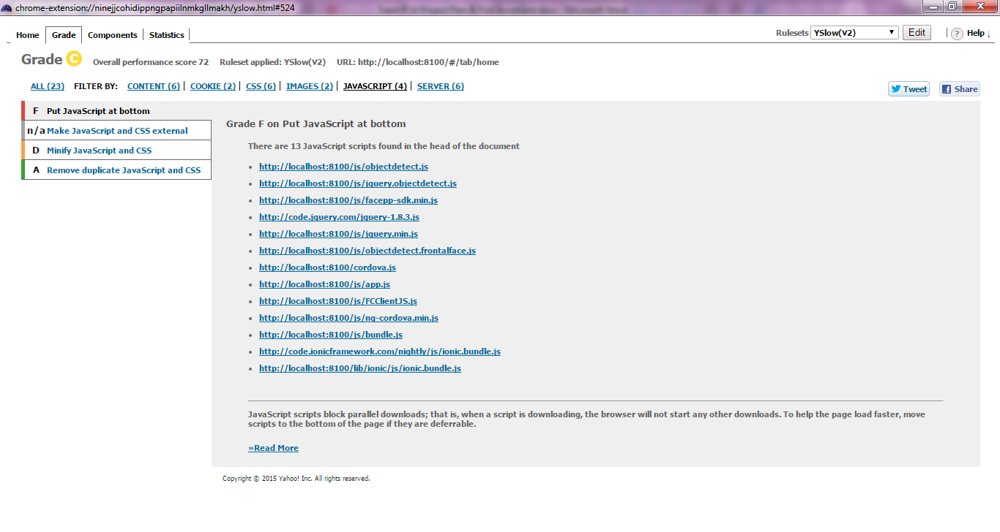 chrome-extension://ninejjcohidippngpapiilnmkgllmakh/yslow.html#524
Home Grade Components Statistics Rulesets YSlow(V2) Edit ? Help ↓
Grade C Overall performance score 72 Ruleset applied: YSlow(V2) URL: http://localhost:8100/#/tab/home
ALL (23) FILTER BY: CONTENT (6) COOKIE (2) CSS (6) IMAGES (2) JAVASCRIPT (4) SERVER (6) Tweet Share
F Put JavaScript at bottom
n/a Make JavaScript and CSS external
D Minify JavaScript and CSS
A Remove duplicate JavaScript and CSS
Grade F on Put JavaScript at bottom
There are 13 JavaScript scripts found in the head of the document
• http://localhost:8100/js/objectdetect.js
• http://localhost:8100/js/jquery.objectdetect.js
• http://localhost:8100/js/facepp-sdk.min.js
• http://code.jquery.com/jquery-1.8.3.js
• http://localhost:8100/js/jquery.min.js
• http://localhost:8100/js/objectdetect.frontalface.js
• http://localhost:8100/cordova.js
• http://localhost:8100/js/app.js
• http://localhost:8100/js/FCClientJS.js
• http://localhost:8100/js/ng-cordova.min.js
• http://localhost:8100/js/bundle.js
• http://code.ionicframework.com/nightly/js/ionic.bundle.js
• http://localhost:8100/lib/ionic/js/ionic.bundle.js
JavaScript scripts block parallel downloads; that is, when a script is downloading, the browser will not start any other downloads. To help the page load faster, move
scripts to the bottom of the page if they are deferrable.
»Read More
Copyright © 2015 Yahoo! Inc. All rights reserved.